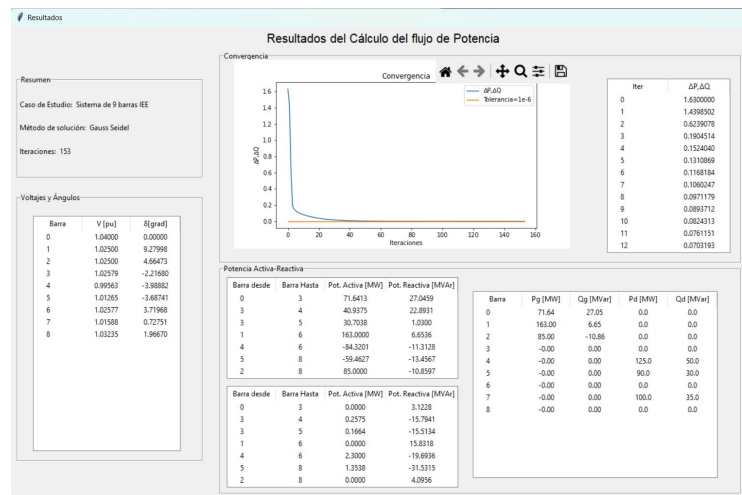 Resultados
Resultados del Cálculo del flujo de Potencia
Resumen
Caso de Estudio: Sistema de 9 barras IEE
Método de solución: Gauss Seidel
Iteraciones: 153
Convergencia
Convergencia
ΔP,ΔQ
Tolerancia=1e-6
ΔP,ΔQ
1.6
1.4
1.2
1.0
0.8
0.6
0.4
0.2
0.0
0 20 40 60 80 100 120 140 160
Iteraciones
Iter ΔP,ΔQ
0 1.6300000
1 1.4398502
2 0.6239078
3 0.1904514
4 0.1524040
5 0.1310869
6 0.1168184
7 0.1060247
8 0.0971179
9 0.0893712
10 0.0824313
11 0.0761151
12 0.0703193
Voltajes y Ángulos
Barra V [pu] δ[grad]
0 1.04000 0.00000
1 1.02500 9.27998
2 1.02500 4.66473
3 1.02579 -2.21680
4 0.99563 -3.98882
5 1.01265 -3.68741
6 1.02577 3.71968
7 1.01588 0.72751
8 1.03235 1.96670
Potencia Activa-Reactiva
Barra desde Barra Hasta Pot. Activa [MW] Pot. Reactiva [MVAr]
0 3 71.6413 27.0459
3 4 40.9375 22.8931
3 5 30.7038 1.0300
1 6 163.0000 6.6536
4 6 -84.3201 -11.3128
5 8 -59.4627 -13.4567
2 8 85.0000 -10.8597
Barra desde Barra Hasta Pot. Activa [MW] Pot. Reactiva [MVAr]
0 3 0.0000 3.1228
3 4 0.2575 -15.7941
3 5 0.1664 -15.5134
1 6 0.0000 15.8318
4 6 2.3000 -19.6936
5 8 1.3538 -31.5315
2 8 0.0000 4.0956
Barra Pg [MW] Qg [MVar] Pd [MW] Qd [MVar]
0 71.64 27.05 0.0 0.0
1 163.00 6.65 0.0 0.0
2 85.00 -10.86 0.0 0.0
3 -0.00 0.00 0.0 0.0
4 -0.00 0.00 125.0 50.0
5 -0.00 0.00 90.0 30.0
6 -0.00 0.00 0.0 0.0
7 -0.00 0.00 100.0 35.0
8 -0.00 0.00 0.0 0.0